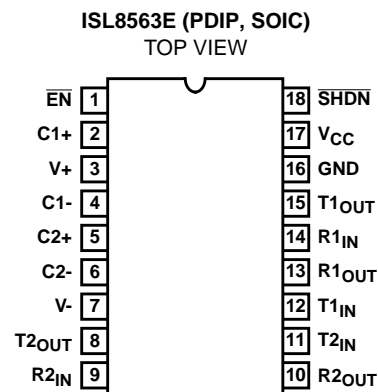 ISL8563E (PDIP, SOIC)
TOP VIEW
EN 1
C1+ 2
V+ 3
C1- 4
C2+ 5
C2- 6
V- 7
T2OUT 8
R2IN 9
18 SHDN
17 VCC
16 GND
15 T1OUT
14 R1IN
13 R1OUT
12 T1IN
11 T2IN
10 R2OUT